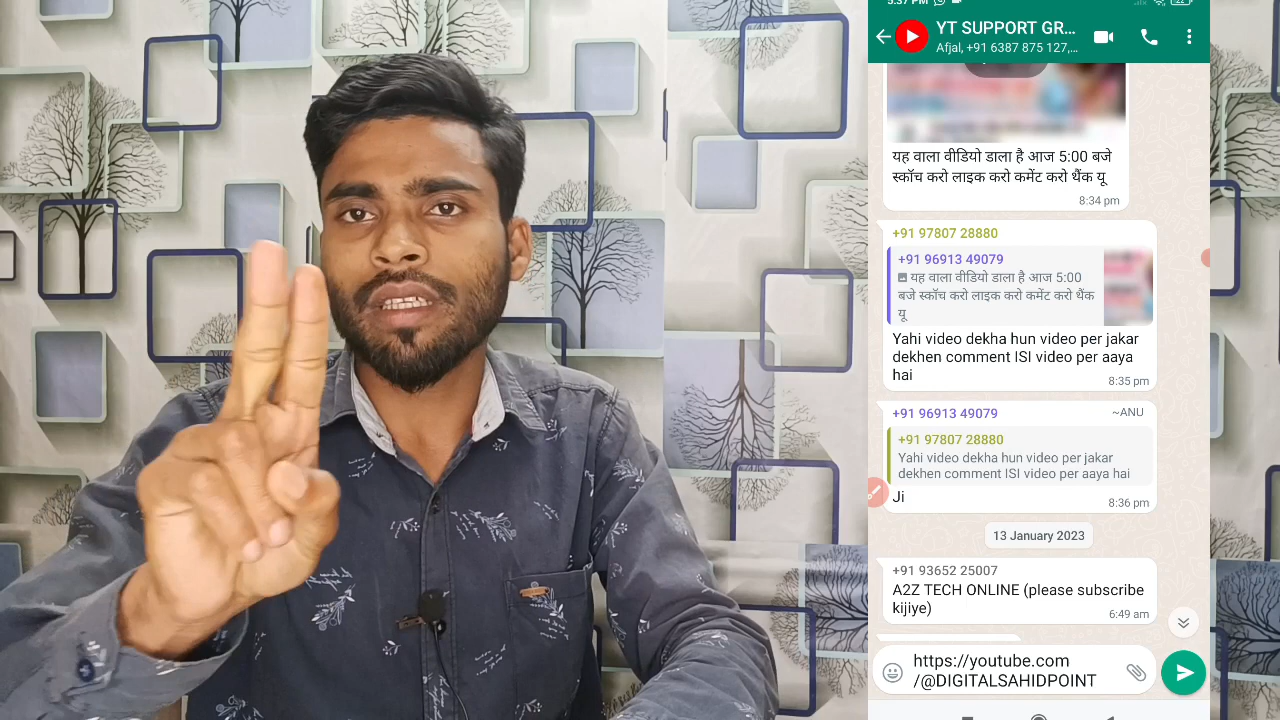 5:37 PM
22
YT SUPPORT GR...
Afjal, +91 6387 875 127,...
यह वाला वीडियो डाला है आज 5:00 बजे
स्कॉच करो लाइक करो कमेंट करो थैंक यू
8:34 pm
+91 97807 28880
+91 96913 49079
यह वाला वीडियो डाला है आज 5:00
बजे स्कॉच करो लाइक करो कमेंट करो थैंक
यू
Yahi video dekha hun video per jakar
dekhen comment ISI video per aaya
hai
8:35 pm
+91 96913 49079 ~ANU
+91 97807 28880
Yahi video dekha hun video per jakar
dekhen comment ISI video per aaya hai
Ji
8:36 pm
13 January 2023
+91 93652 25007
A2Z TECH ONLINE (please subscribe
kijiye)
6:49 am
https://youtube.com
/@DIGITALSAHIDPOINT